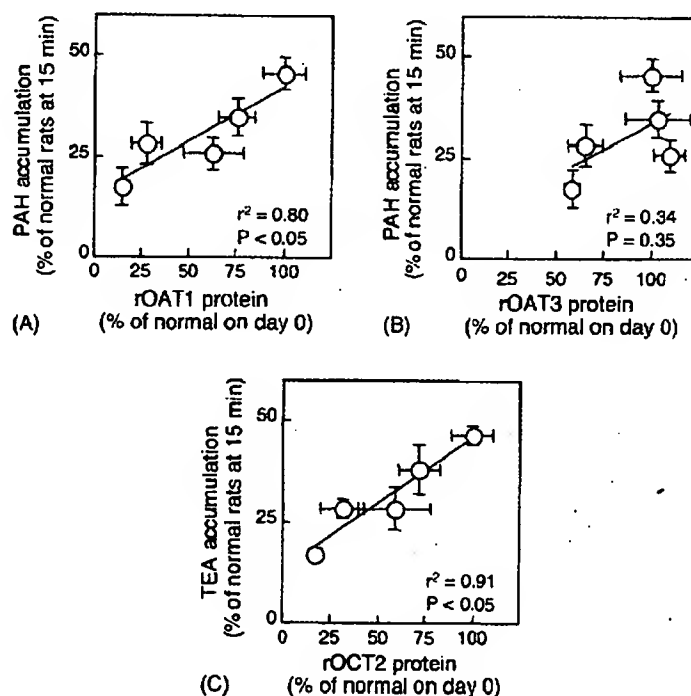 PAH accumulation
(% of normal rats at 15 min)
50
25
0
r² = 0.80
P < 0.05
0 25 50 75 100
rOAT1 protein
(A) (% of normal on day 0)
PAH accumulation
(% of normal rats at 15 min)
50
25
0
r² = 0.34
P = 0.35
0 25 50 75 100
rOAT3 protein
(B) (% of normal on day 0)
TEA accumulation
(% of normal rats at 15 min)
50
25
0
r² = 0.91
P < 0.05
0 25 50 75 100
rOCT2 protein
(C) (% of normal on day 0)